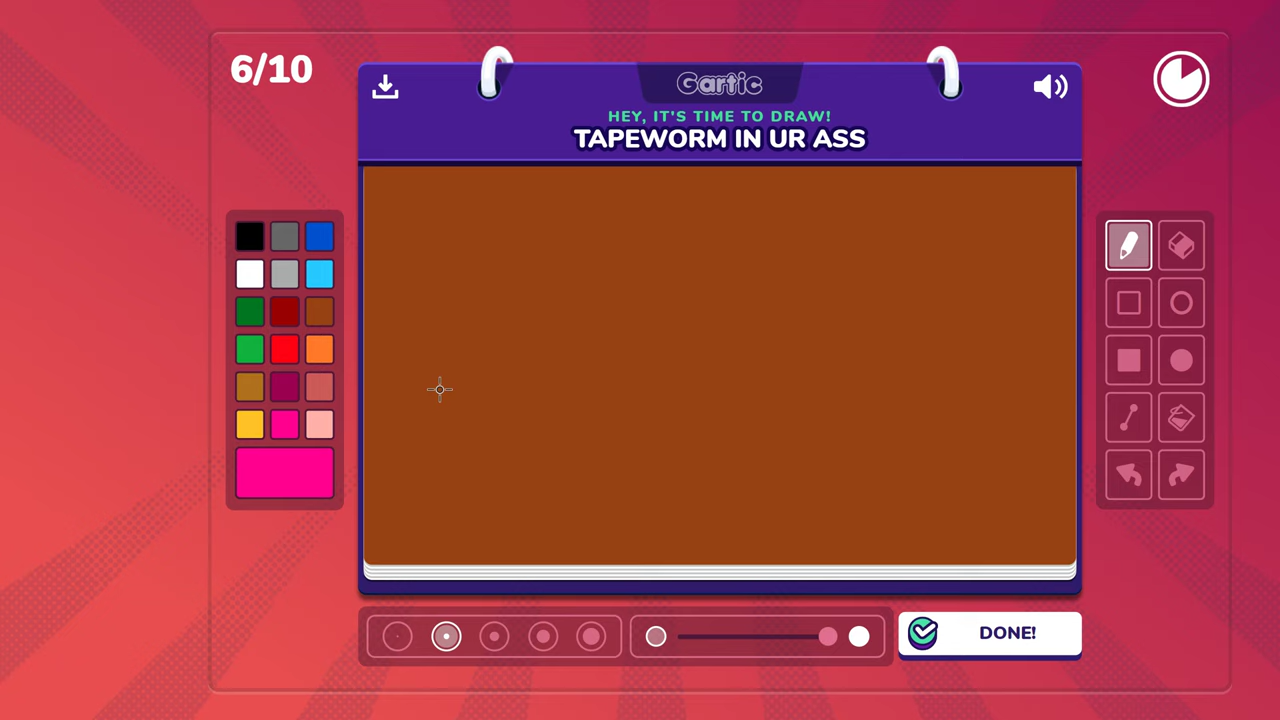 6/10
Gartic
HEY, IT'S TIME TO DRAW!
TAPEWORM IN UR ASS
DONE!